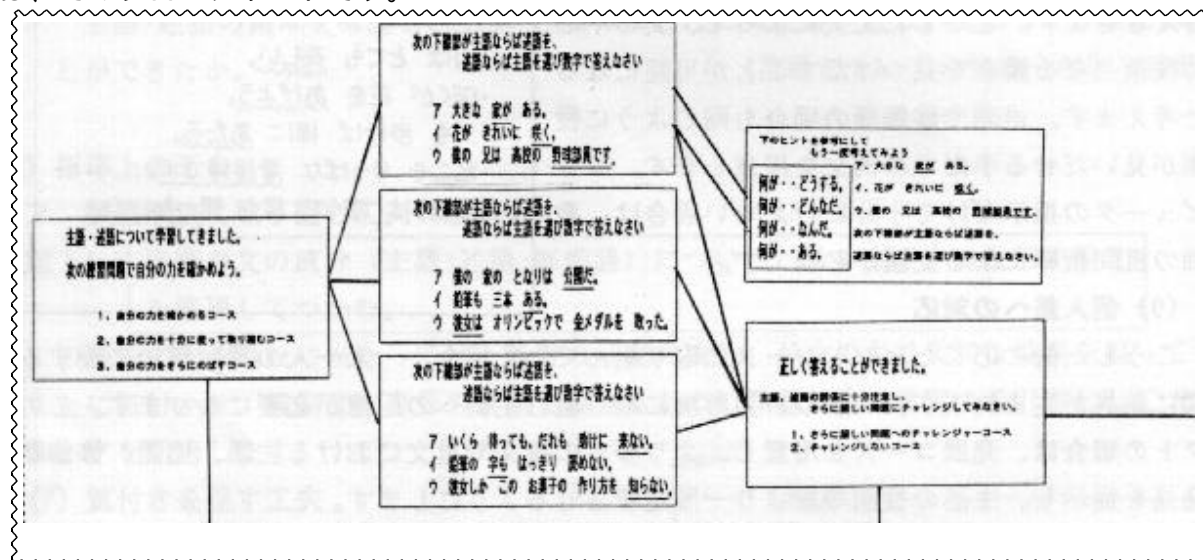 主語・述語について学習してきました。
次の練習問題で自分の力を確かめよう。
1、自分の力を確かめるコース
2、自分の力を十分に使って取り組むコース
3、自分の力をさらにのばすコース
次の下線部が主語ならば述語を、
述語ならば主語を選び数字で答えなさい
ア 大きな 家が ある。
イ 花が きれいに 咲く。
ウ 僕の 父は 高校の 野球部員です。
次の下線部が主語ならば述語を、
述語ならば主語を選び数字で答えなさい
ア 僕の 家の となりは 公園だ。
イ 鉛筆も 三本 ある。
ウ 彼女は オリンピックで 金メダルを 取った。
次の下線部が主語ならば述語を、
述語ならば主語を選び数字で答えなさい
ア いくら 待っても、だれも 助けに 来ない。
イ 鉛筆の 字も はっきり 読めない。
ウ 彼女しか この お菓子の 作り方を 知らない。
下のヒントを参考にして
もう一度考えてみよう
何が・・どうする。
何が・・どんなだ。
何が・・なんだ。
何が・・ある。
ア、大きな 家が ある。
イ、花が きれいに 咲く。
ウ、僕の 父は 高校の 野球部員です。
次の下線部が主語ならば述語を、
述語ならば主語を選び数字で答えなさい。
正しく答えることができました。
主語、述語の関係に十分注意し、
さらに難しい問題にチャレンジしてみなさい。
1、さらに難しい問題へのチャレンジャーコース
2、チャレンジしないコース